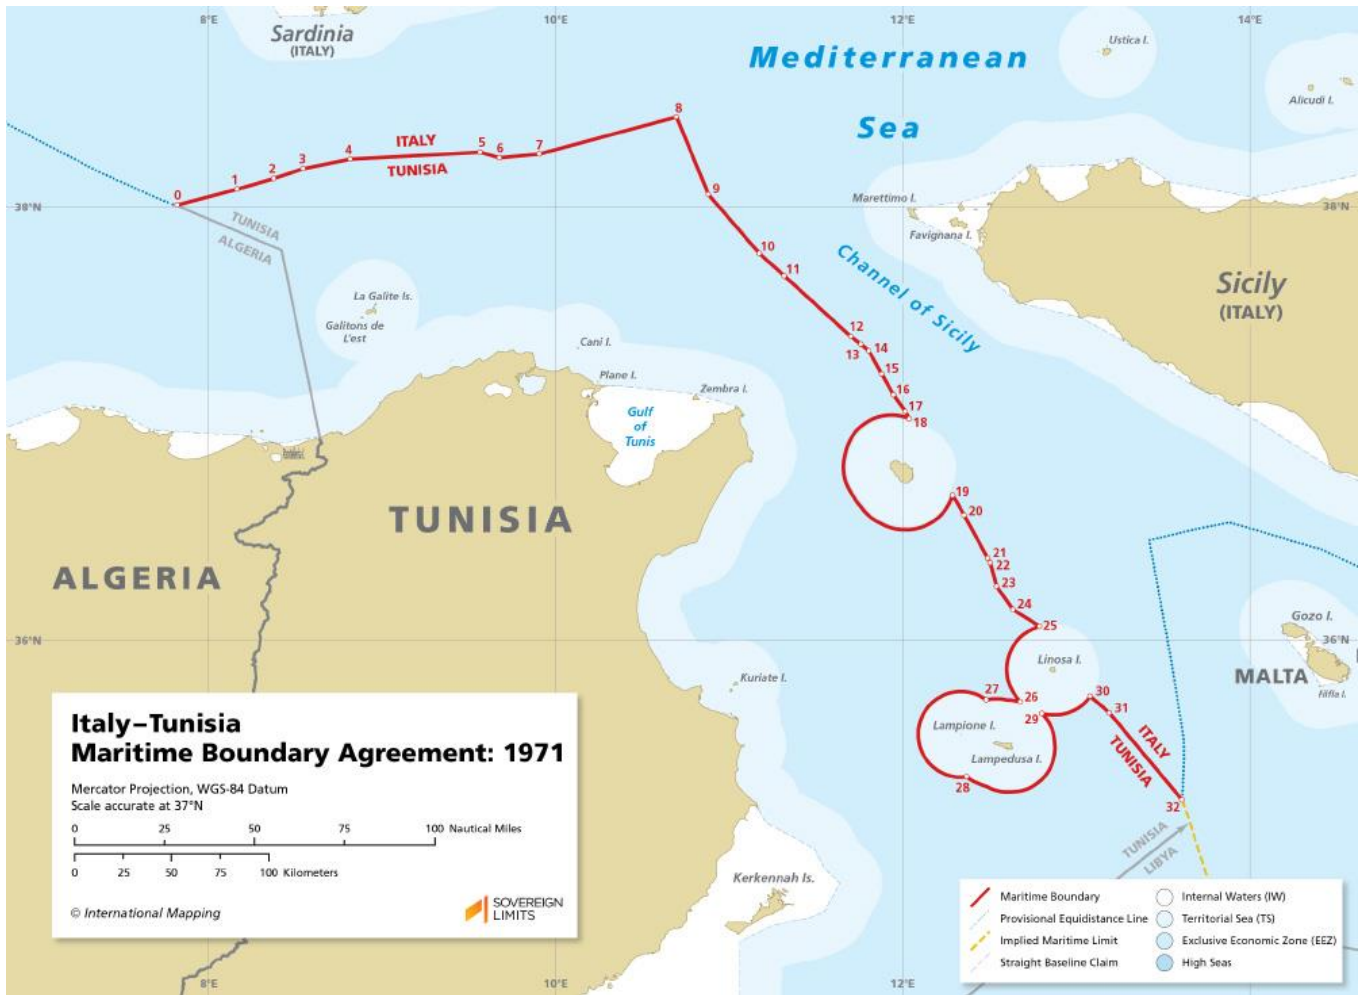 8°E
10°E
12°E
14°E
Sardinia
(ITALY)
Mediterranean
Sea
Ustica I.
Alicudi I.
8
ITALY
TUNISIA
0
1
2
3
4
5
6
7
9
38°N
38°N
TUNISIA
ALGERIA
Marettimo I.
Favignana I.
10
11
Channel of Sicily
Sicily
(ITALY)
La Galite Is.
Galitons de
L'est
Cani I.
Plane I.
Zembra I.
12
13
14
15
16
17
18
Gulf
of
Tunis
19
20
TUNISIA
ALGERIA
21
22
23
24
25
36°N
36°N
Gozo I.
MALTA
Filfla I.
Linosa I.
Kuriate I.
27
26
29
30
31
Lampione I.
Lampedusa I.
28
ITALY
TUNISIA
32
TUNISIA
LIBYA
Kerkennah Is.
Italy–Tunisia
Maritime Boundary Agreement: 1971
Mercator Projection, WGS-84 Datum
Scale accurate at 37°N
0 25 50 75 100 Nautical Miles
0 25 50 75 100 Kilometers
© International Mapping
SOVEREIGN
LIMITS
Maritime Boundary
Provisional Equidistance Line
Implied Maritime Limit
Straight Baseline Claim
Internal Waters (IW)
Territorial Sea (TS)
Exclusive Economic Zone (EEZ)
High Seas
8°E
12°E